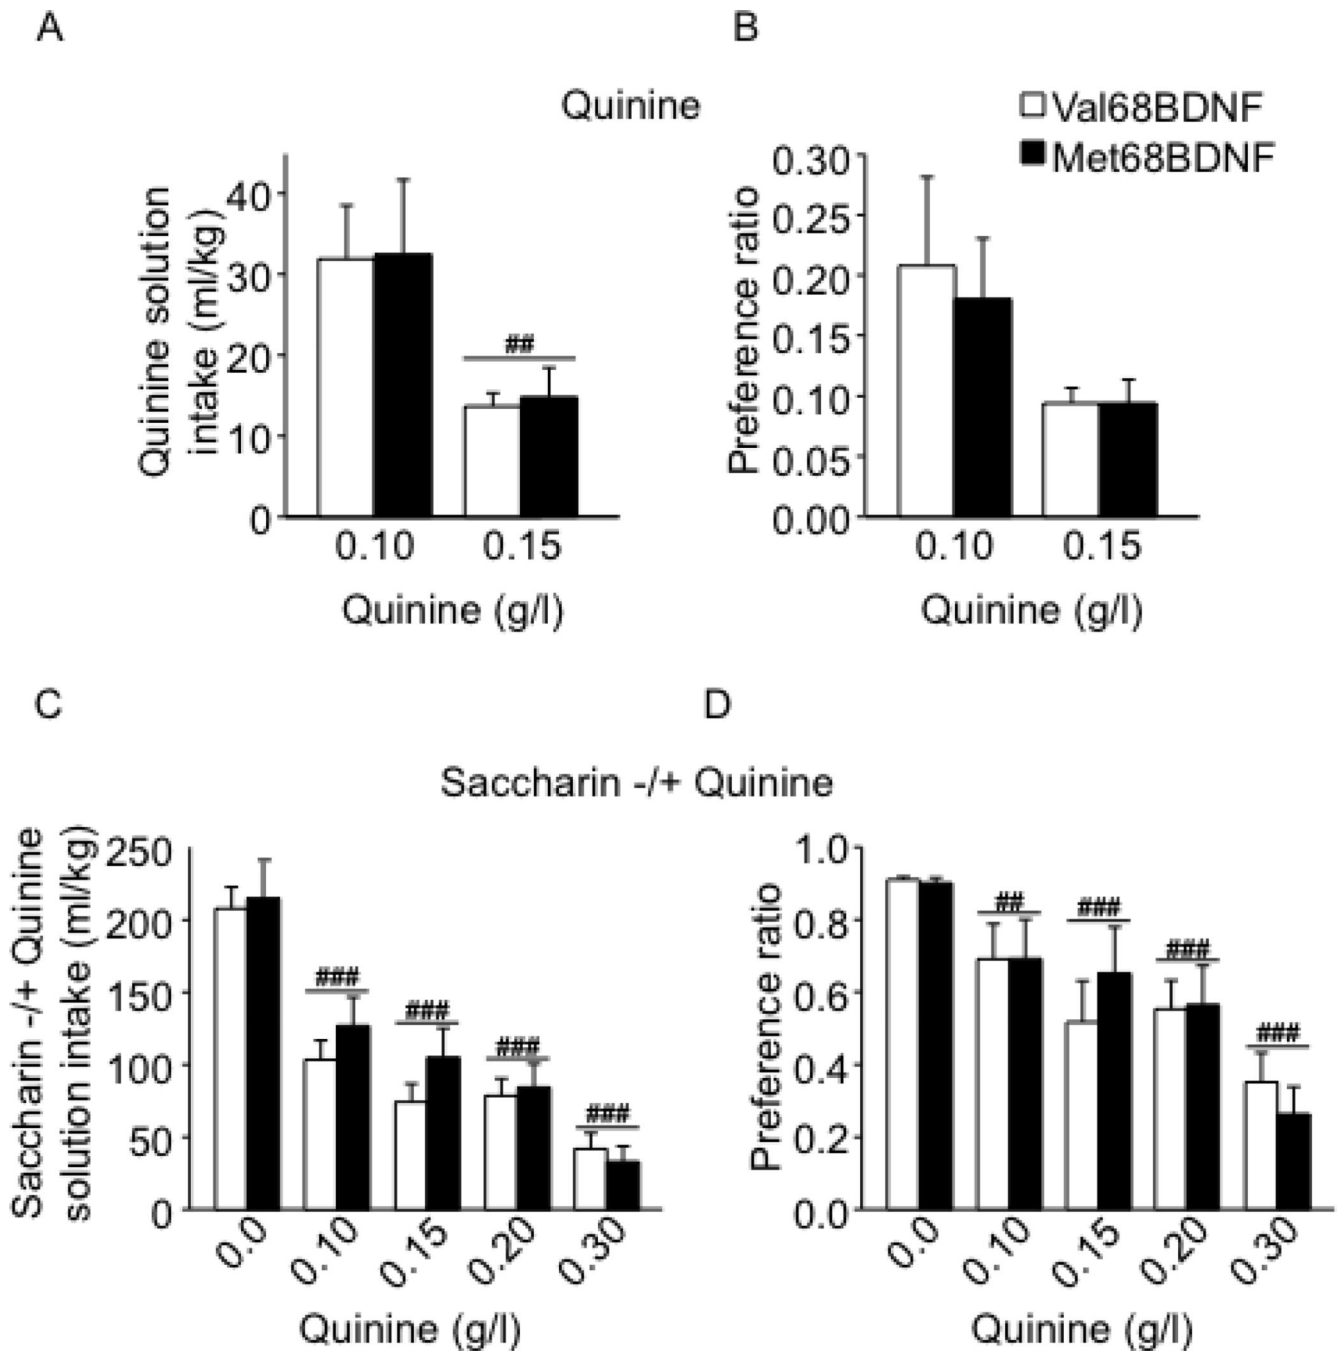 A
B
Quinine
Val68BDNF
Met68BDNF
Quinine solution
intake (ml/kg)
40
30
20
10
0
##
0.10
0.15
Quinine (g/l)
Preference ratio
0.30
0.25
0.20
0.15
0.10
0.05
0.00
0.10
0.15
Quinine (g/l)
C
D
Saccharin -/+ Quinine
Saccharin -/+ Quinine
solution intake (ml/kg)
250
200
150
100
50
0
###
###
###
###
0.0
0.10
0.15
0.20
0.30
Quinine (g/l)
Preference ratio
1.0
0.8
0.6
0.4
0.2
0.0
##
###
###
###
0.0
0.10
0.15
0.20
0.30
Quinine (g/l)